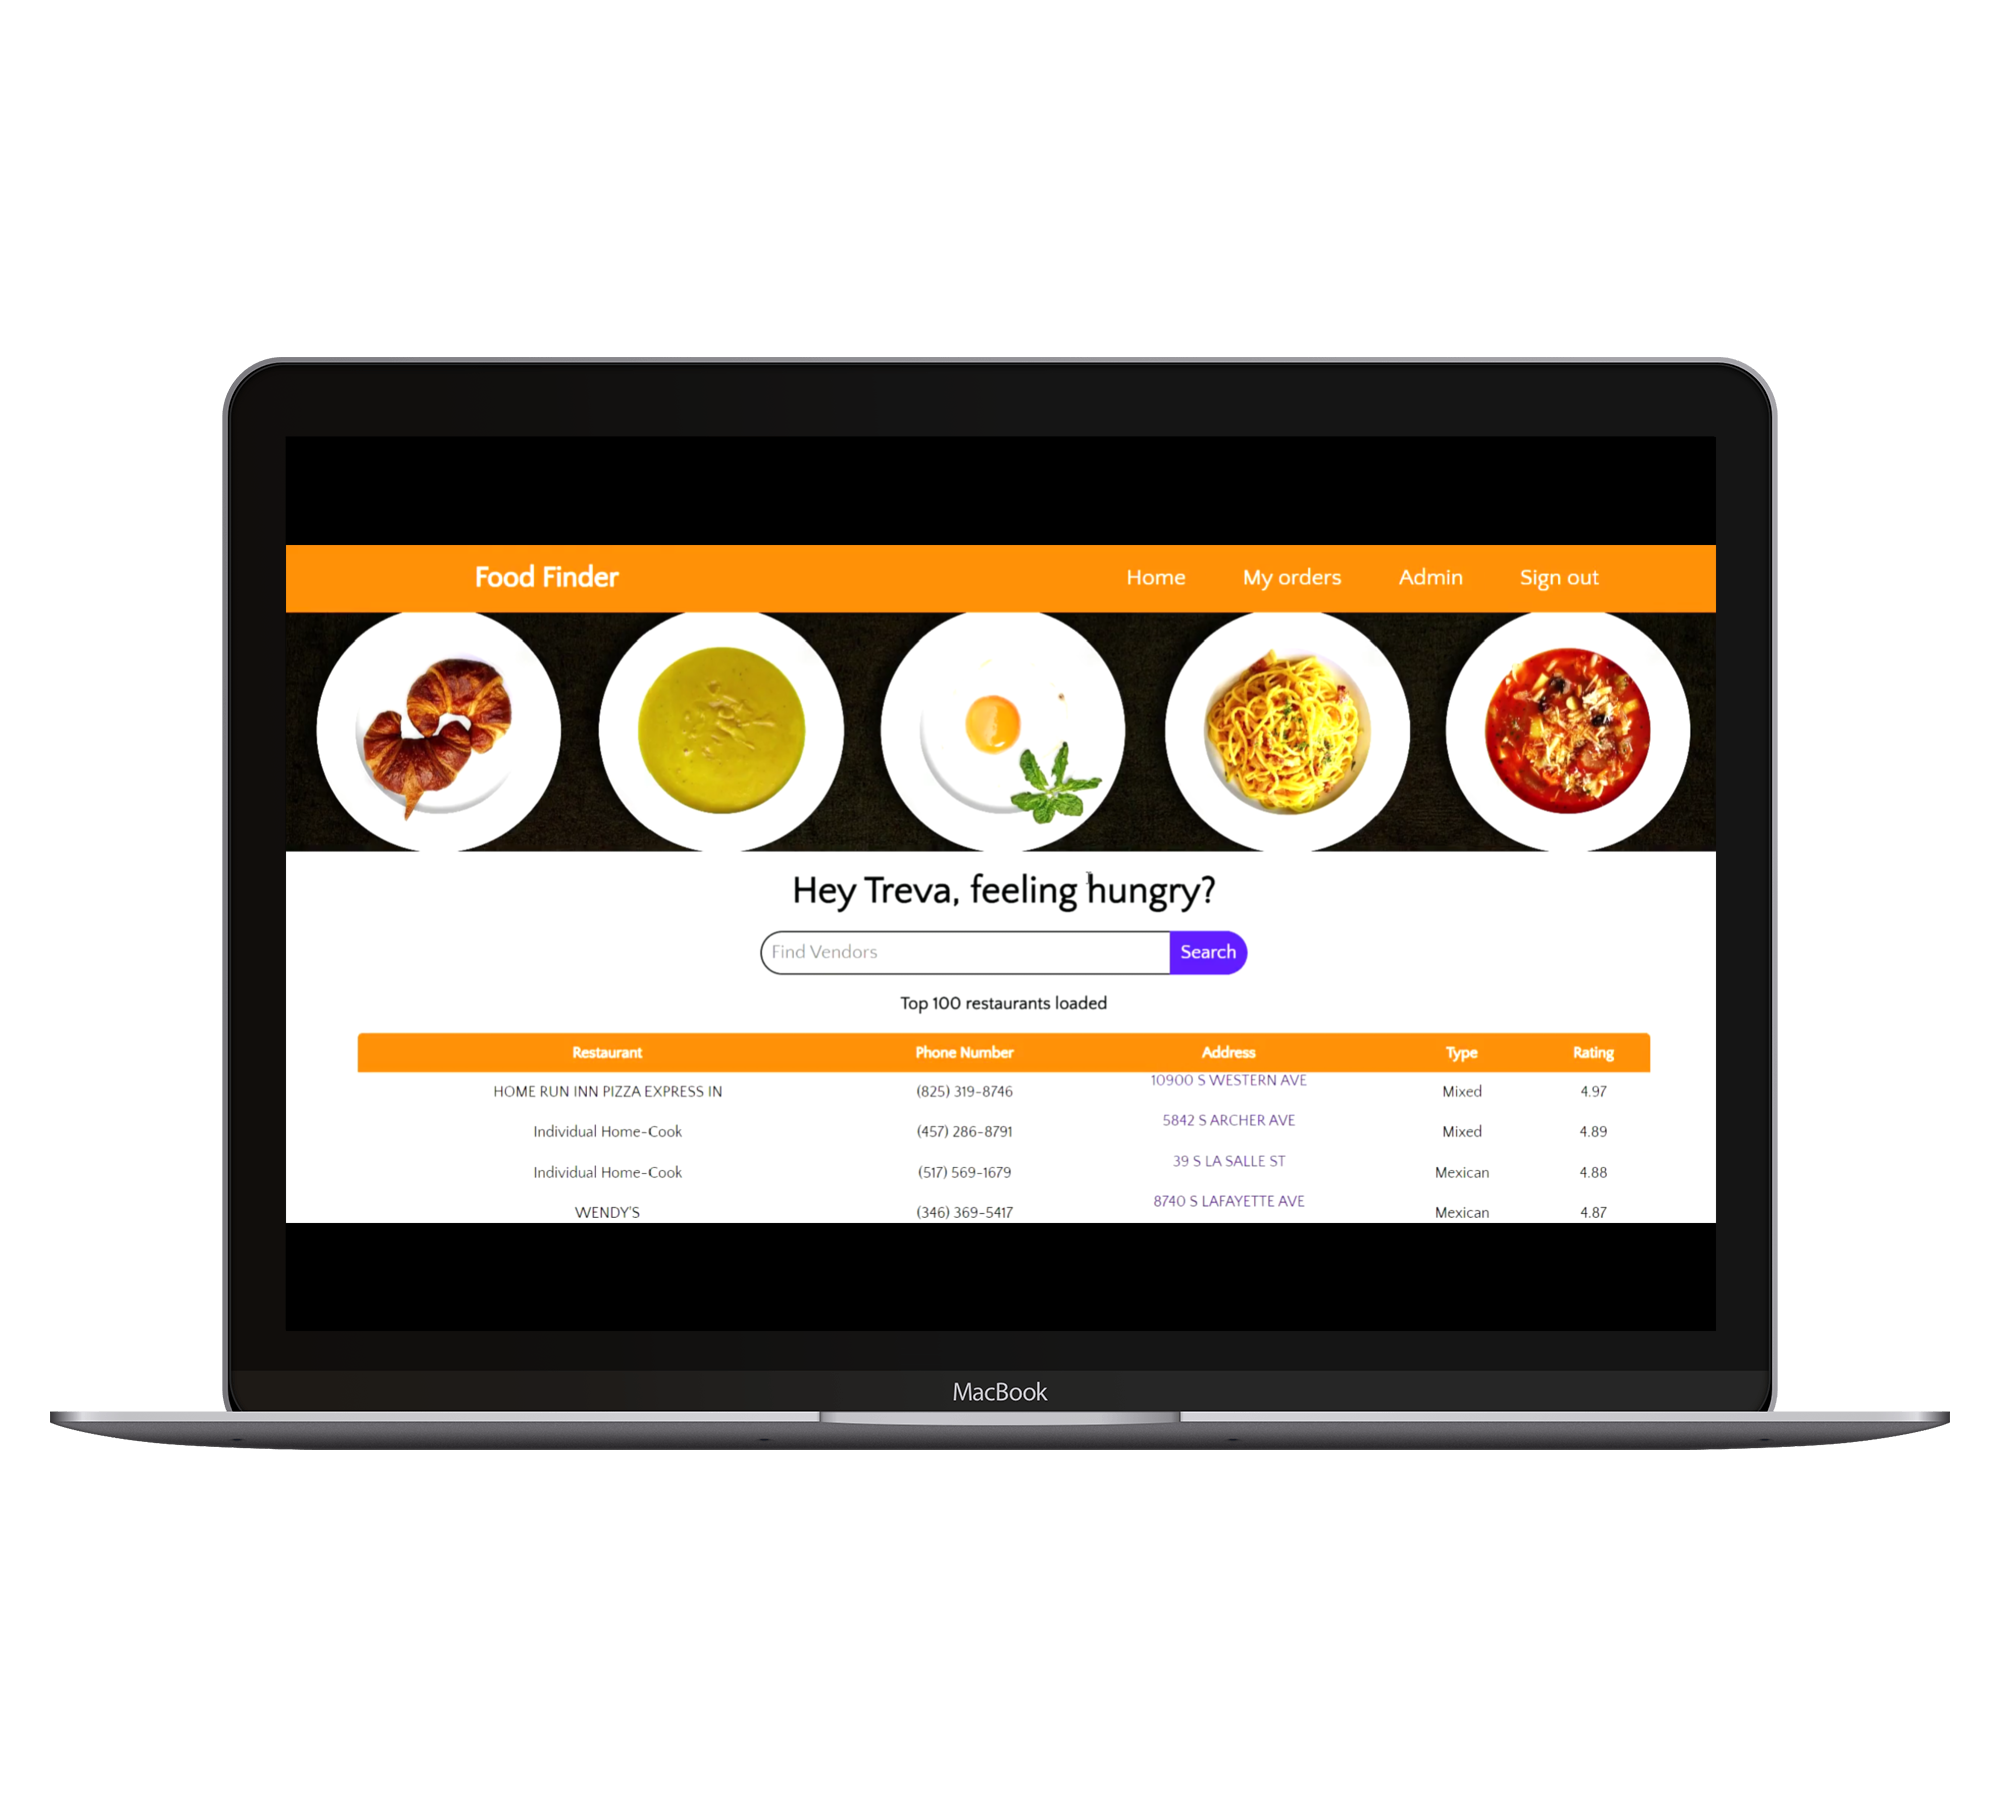 Food Finder Home My orders Admin Sign out
Hey Treva, feeling hungry?
Find Vendors Search
Top 100 restaurants loaded
Restaurant Phone Number Address Type Rating
HOME RUN INN PIZZA EXPRESS IN (825) 319-8746 10900 S WESTERN AVE Mixed 4.97
Individual Home-Cook (457) 286-8791 5842 S ARCHER AVE Mixed 4.89
Individual Home-Cook (517) 569-1679 39 S LA SALLE ST Mexican 4.88
WENDY'S (346) 369-5417 8740 S LAFAYETTE AVE Mexican 4.87
MacBook